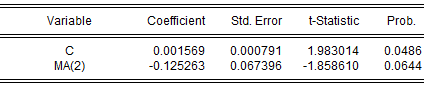 Variable Coefficient Std. Error t-Statistic Prob.
C 0.001569 0.000791 1.983014 0.0486
MA(2) -0.125263 0.067396 -1.858610 0.0644